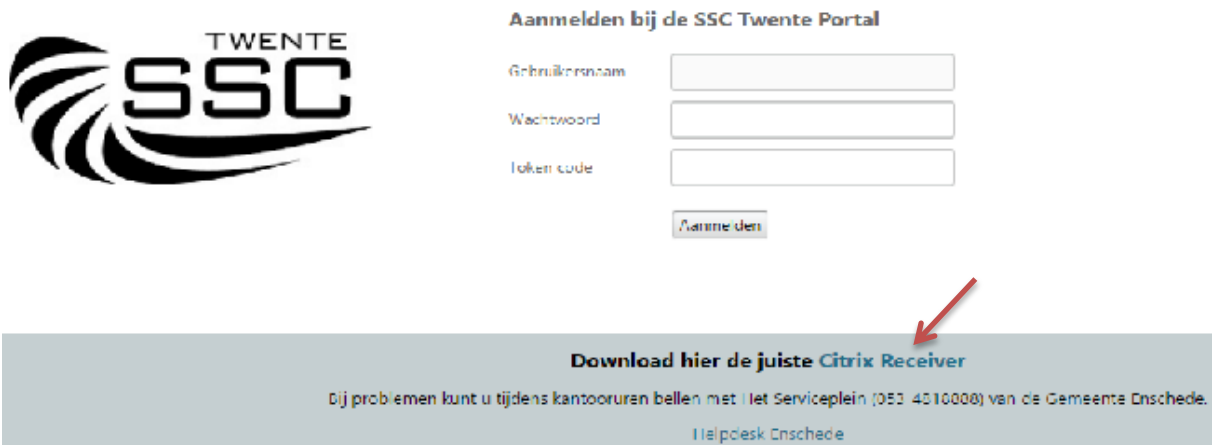 TWENTE
SSC
Aanmelden bij de SSC Twente Portal
Gebruikersnaam
Wachtwoord
Token code
Aanmelden
Download hier de juiste Citrix Receiver
Bij problemen kunt u tijdens kantooruren bellen met Het Serviceplein (053 4818888) van de Gemeente Enschede.
Helpdesk Enschede